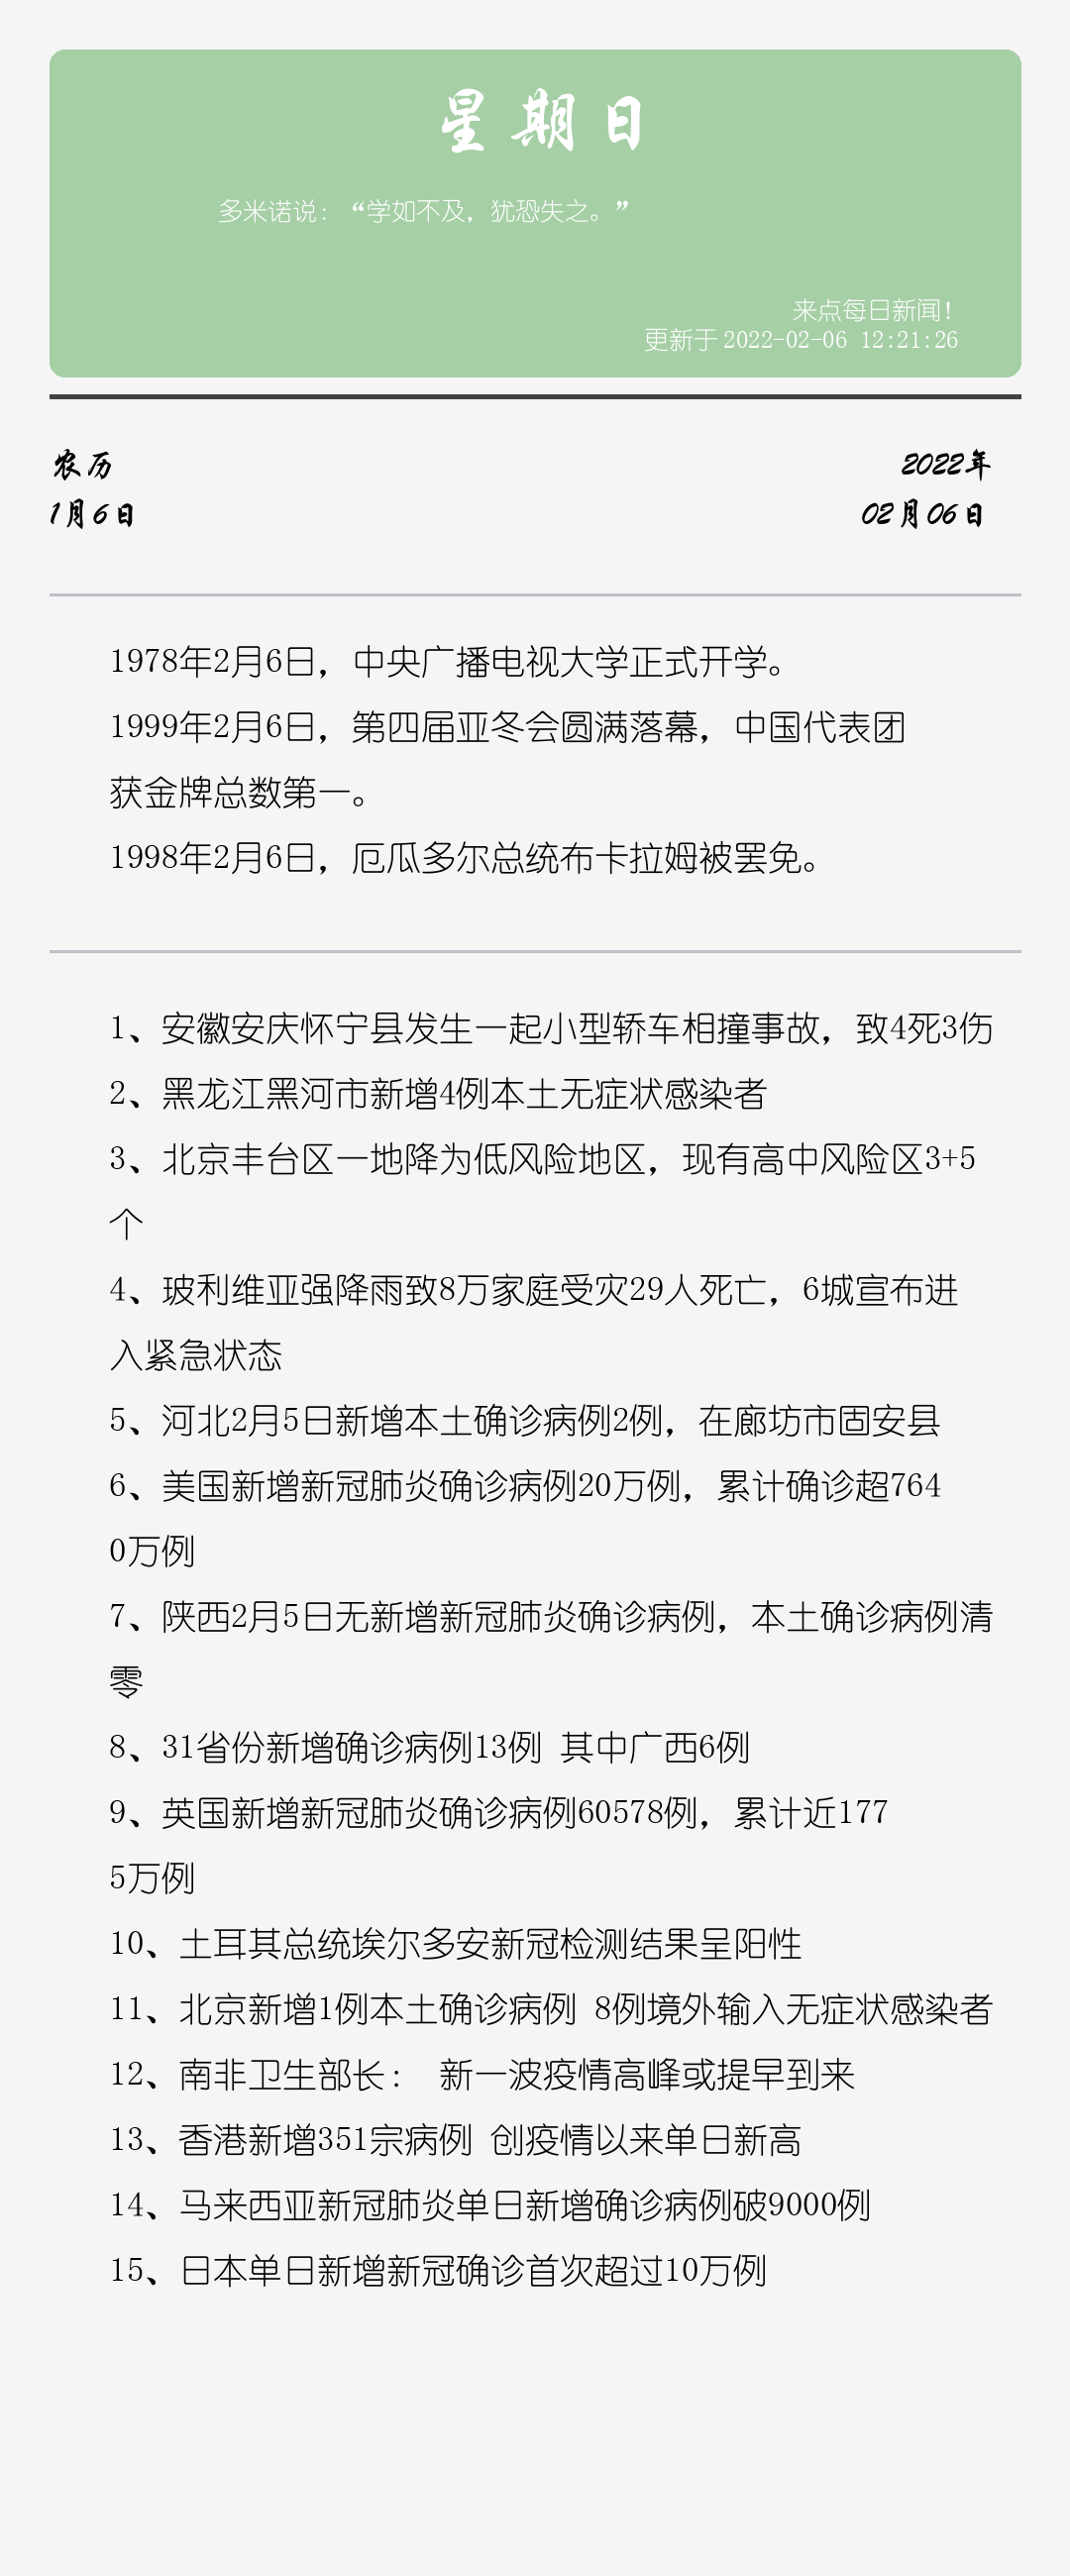 星期日
多米诺说：“学如不及，犹恐失之。”
来点每日新闻！
更新于 2022-02-06 12:21:26
农历
2022年
1月6日
02月06日
1978年2月6日，中央广播电视大学正式开学。
1999年2月6日，第四届亚冬会圆满落幕，中国代表团
获金牌总数第一。
1998年2月6日，厄瓜多尔总统布卡拉姆被罢免。
1、安徽安庆怀宁县发生一起小型轿车相撞事故，致4死3伤
2、黑龙江黑河市新增4例本土无症状感染者
3、北京丰台区一地降为低风险地区，现有高中风险区3+5
个
4、玻利维亚强降雨致8万家庭受灾29人死亡，6城宣布进
入紧急状态
5、河北2月5日新增本土确诊病例2例，在廊坊市固安县
6、美国新增新冠肺炎确诊病例20万例，累计确诊超764
0万例
7、陕西2月5日无新增新冠肺炎确诊病例，本土确诊病例清
零
8、31省份新增确诊病例13例 其中广西6例
9、英国新增新冠肺炎确诊病例60578例，累计近177
5万例
10、土耳其总统埃尔多安新冠检测结果呈阳性
11、北京新增1例本土确诊病例 8例境外输入无症状感染者
12、南非卫生部长： 新一波疫情高峰或提早到来
13、香港新增351宗病例 创疫情以来单日新高
14、马来西亚新冠肺炎单日新增确诊病例破9000例
15、日本单日新增新冠确诊首次超过10万例